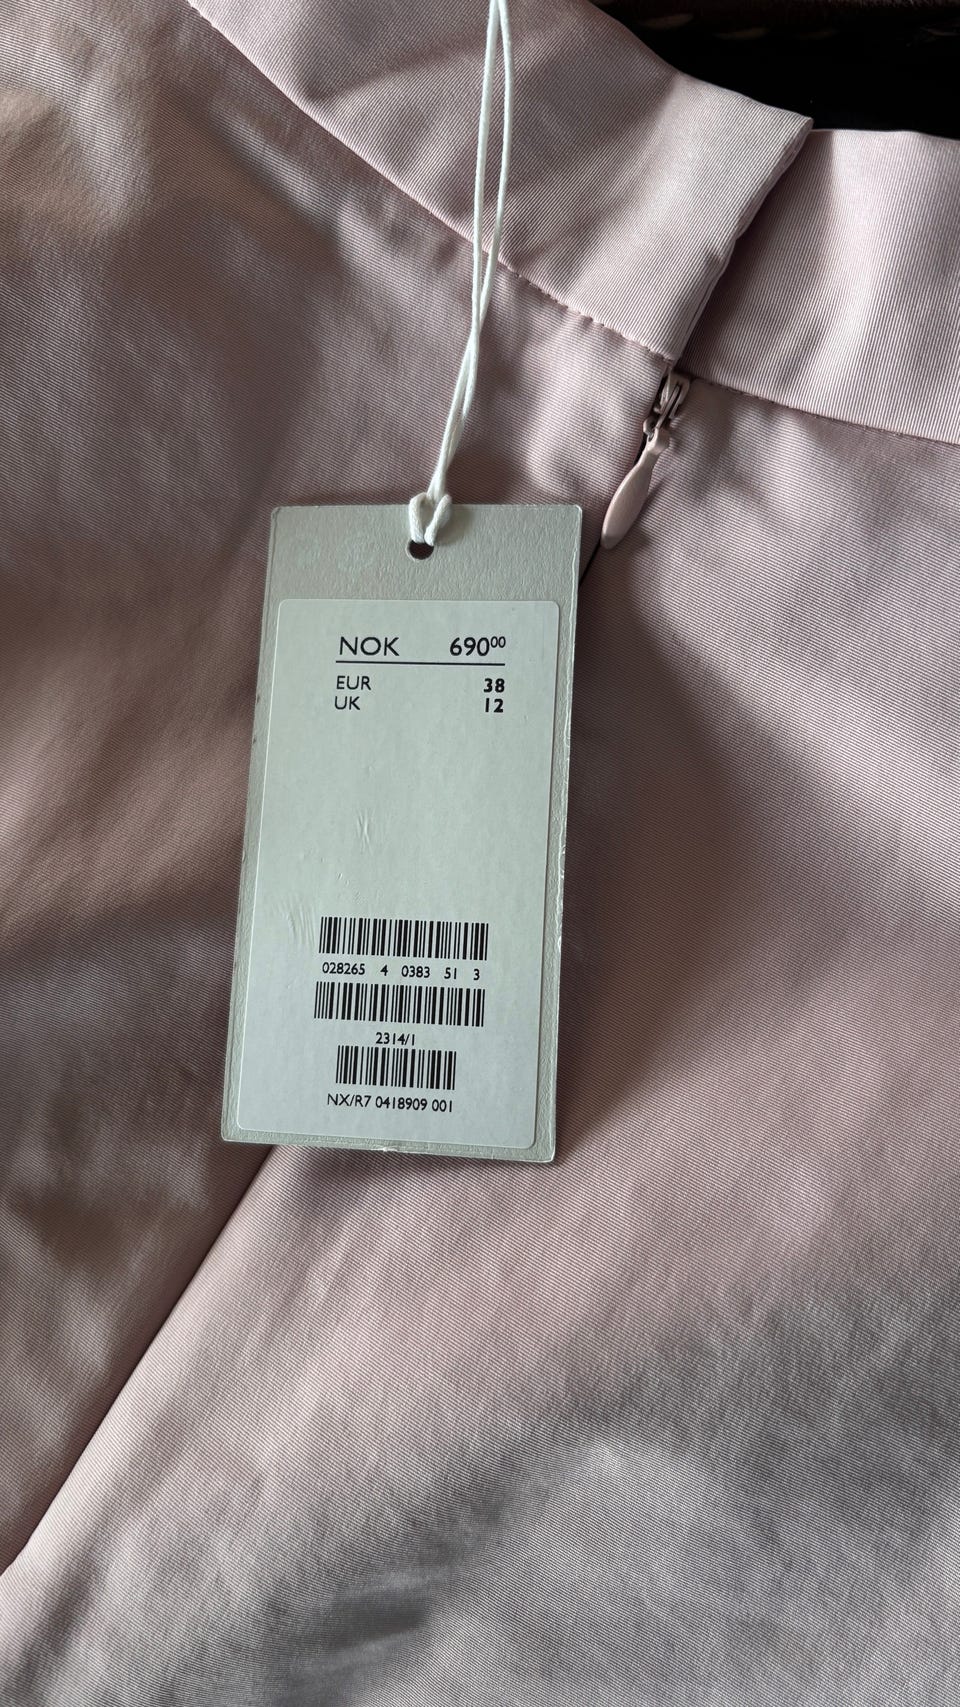 NOK 690⁰⁰
EUR 38
UK 12
028265 4 0383 51 3
2314/1
NX/R7 0418909 001